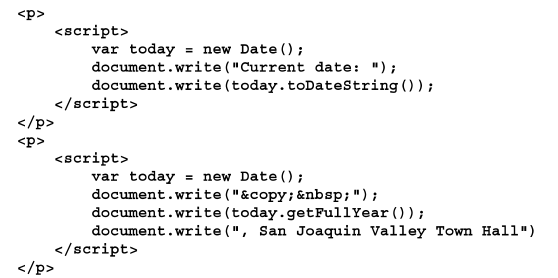 <p>
    <script>
        var today = new Date();
        document.write("Current date: ");
        document.write(today.toDateString());
    </script>
</p>
<p>
    <script>
        var today = new Date();
        document.write("&copy;&nbsp;");
        document.write(today.getFullYear());
        document.write(", San Joaquin Valley Town Hall")
    </script>
</p>